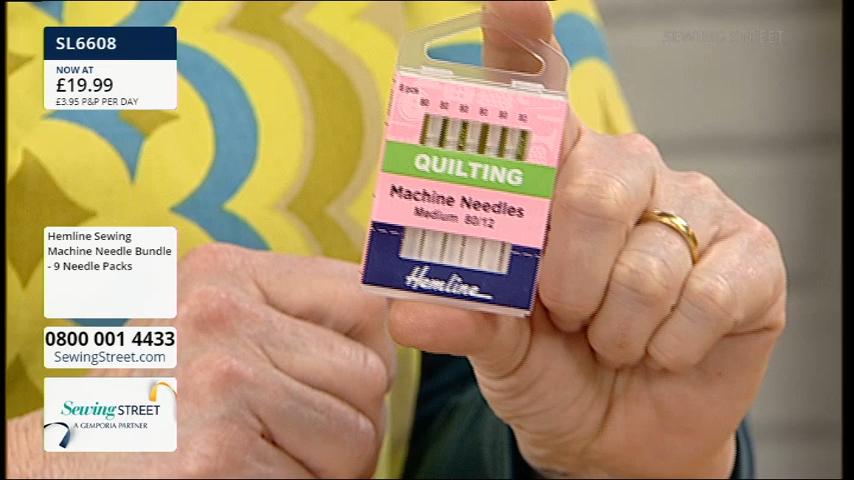 SL6608
NOW AT
£19.99
£3.95 P&P PER DAY
Hemline Sewing
Machine Needle Bundle
- 9 Needle Packs
0800 001 4433
SewingStreet.com
Sewing STREET
A GEMPORIA PARTNER
SEWING STREET
6 pcs
80 80 80 80 80 80
QUILTING
Machine Needles
Medium 80/12
Hemline